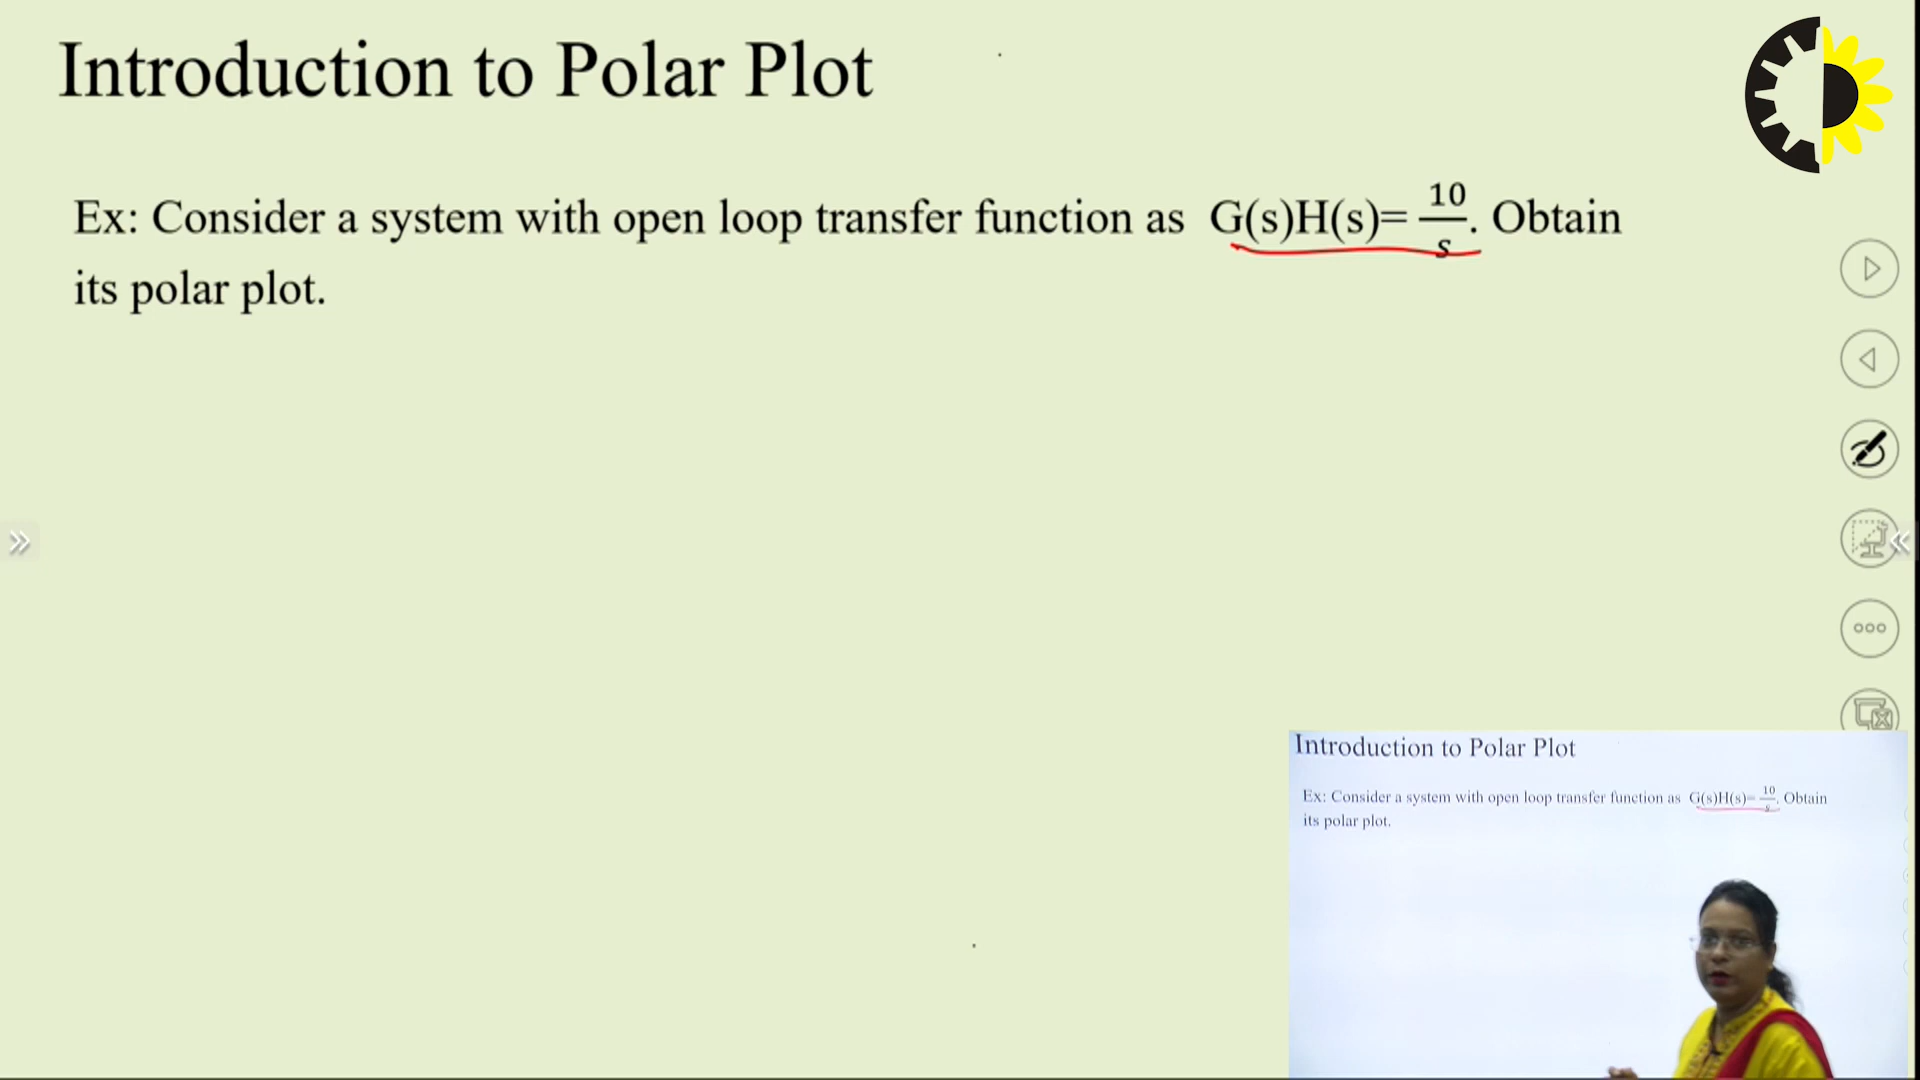 Introduction to Polar Plot
Ex: Consider a system with open loop transfer function as G(s)H(s)= 10/s. Obtain
its polar plot.
Introduction to Polar Plot
Ex: Consider a system with open loop transfer function as G(s)H(s)= 10/s. Obtain
its polar plot.